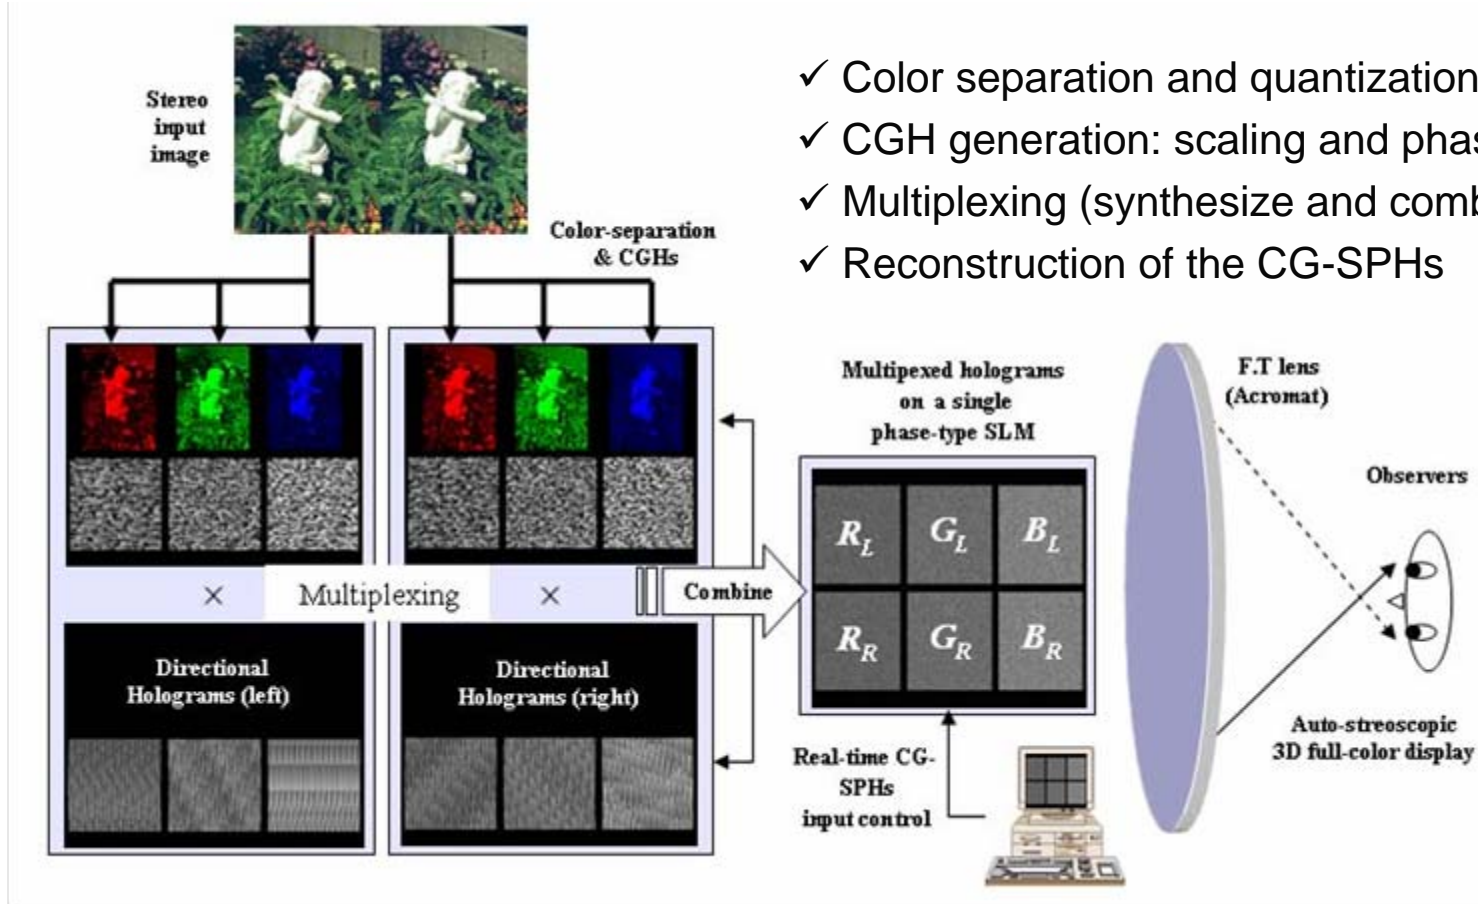 Stereo
input
image
✓ Color separation and quantization
✓ CGH generation: scaling and
✓ Multiplexing (synthesize and
✓ Reconstruction of the CG-SPHs
Color-separation
& CGHs
× Multiplexing ×
Combine
Directional
Holograms (left)
Directional
Holograms (right)
Multipexed holograms
on a single
phase-type SLM
R_L G_L B_L
R_R G_R B_R
Real-time CG-
SPHs
input control
F.T lens
(Acromat)
Observers
Auto-streoscopic
3D full-color display